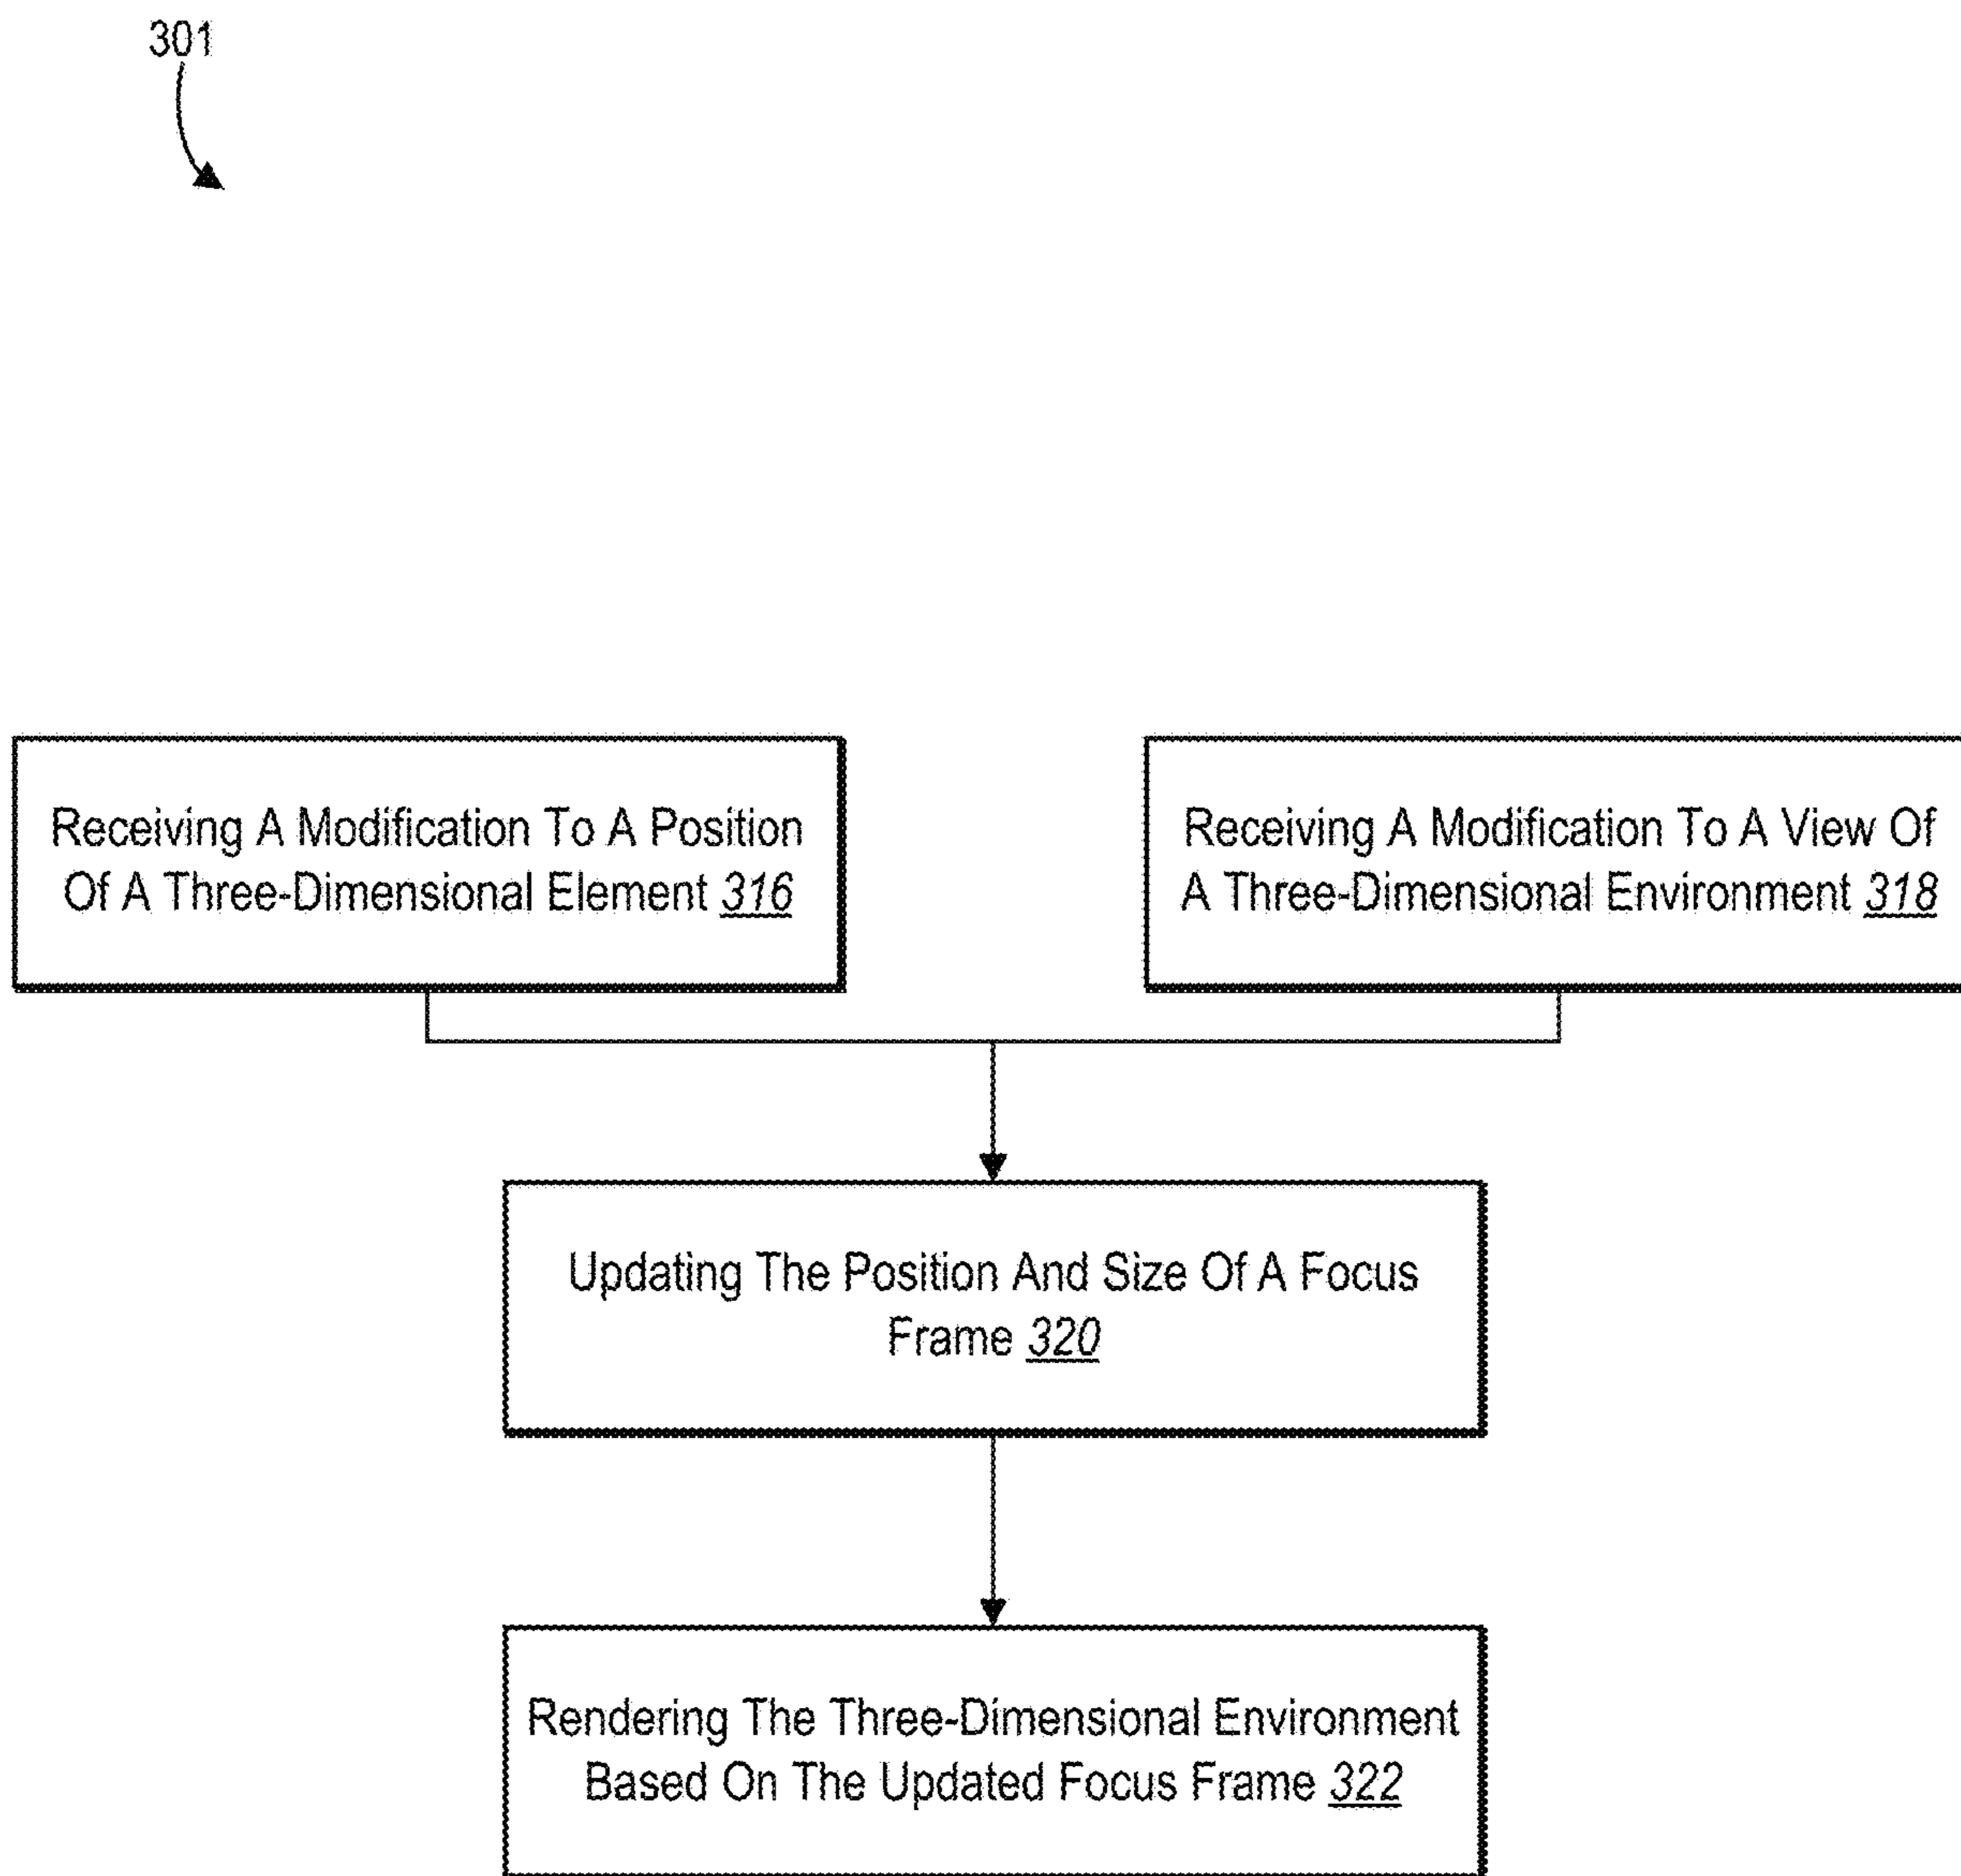 301
Receiving A Modification To A Position
Of A Three-Dimensional Element 316
Receiving A Modification To A View Of
A Three-Dimensional Environment 318
Updating The Position And Size Of A Focus
Frame 320
Rendering The Three-Dimensional Environment
Based On The Updated Focus Frame 322